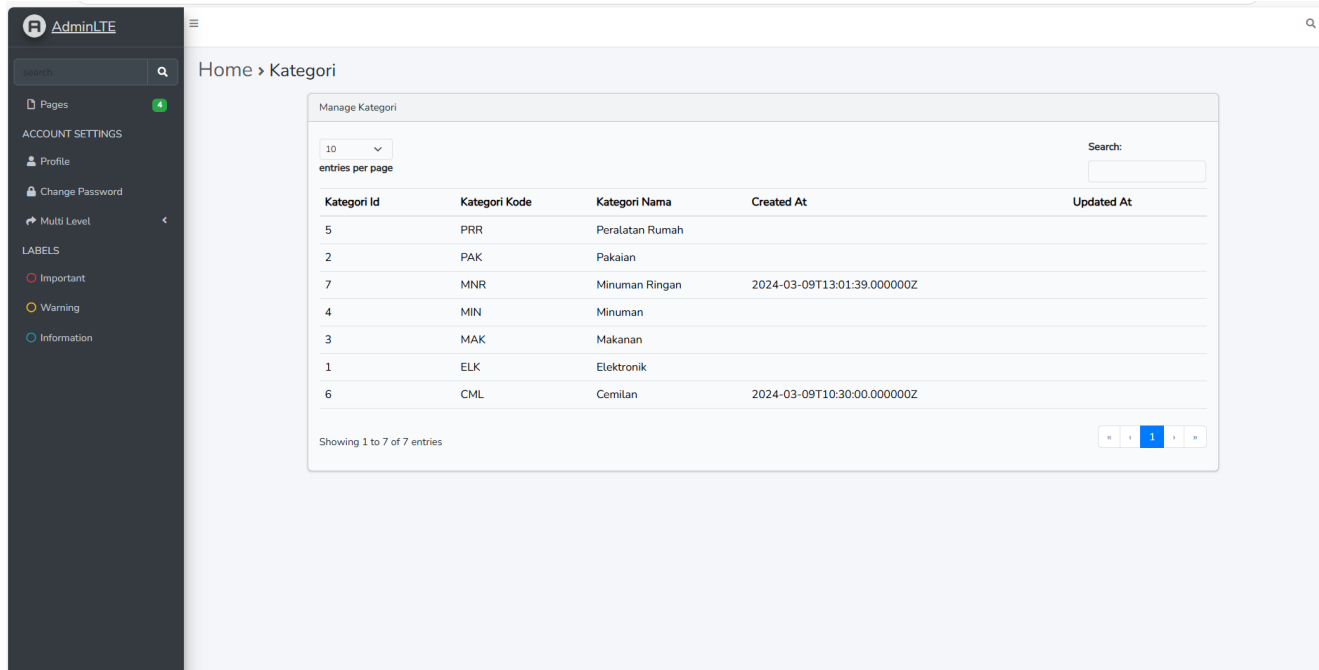 AdminLTE
search
Home › Kategori
Pages 4
ACCOUNT SETTINGS
Profile
Change Password
Multi Level
LABELS
Important
Warning
Information
Manage Kategori
10
entries per page
Search:
Kategori Id Kategori Kode Kategori Nama Created At Updated At
5 PRR Peralatan Rumah
2 PAK Pakaian
7 MNR Minuman Ringan 2024-03-09T13:01:39.000000Z
4 MIN Minuman
3 MAK Makanan
1 ELK Elektronik
6 CML Cemilan 2024-03-09T10:30:00.000000Z
Showing 1 to 7 of 7 entries
« ‹ 1 › »